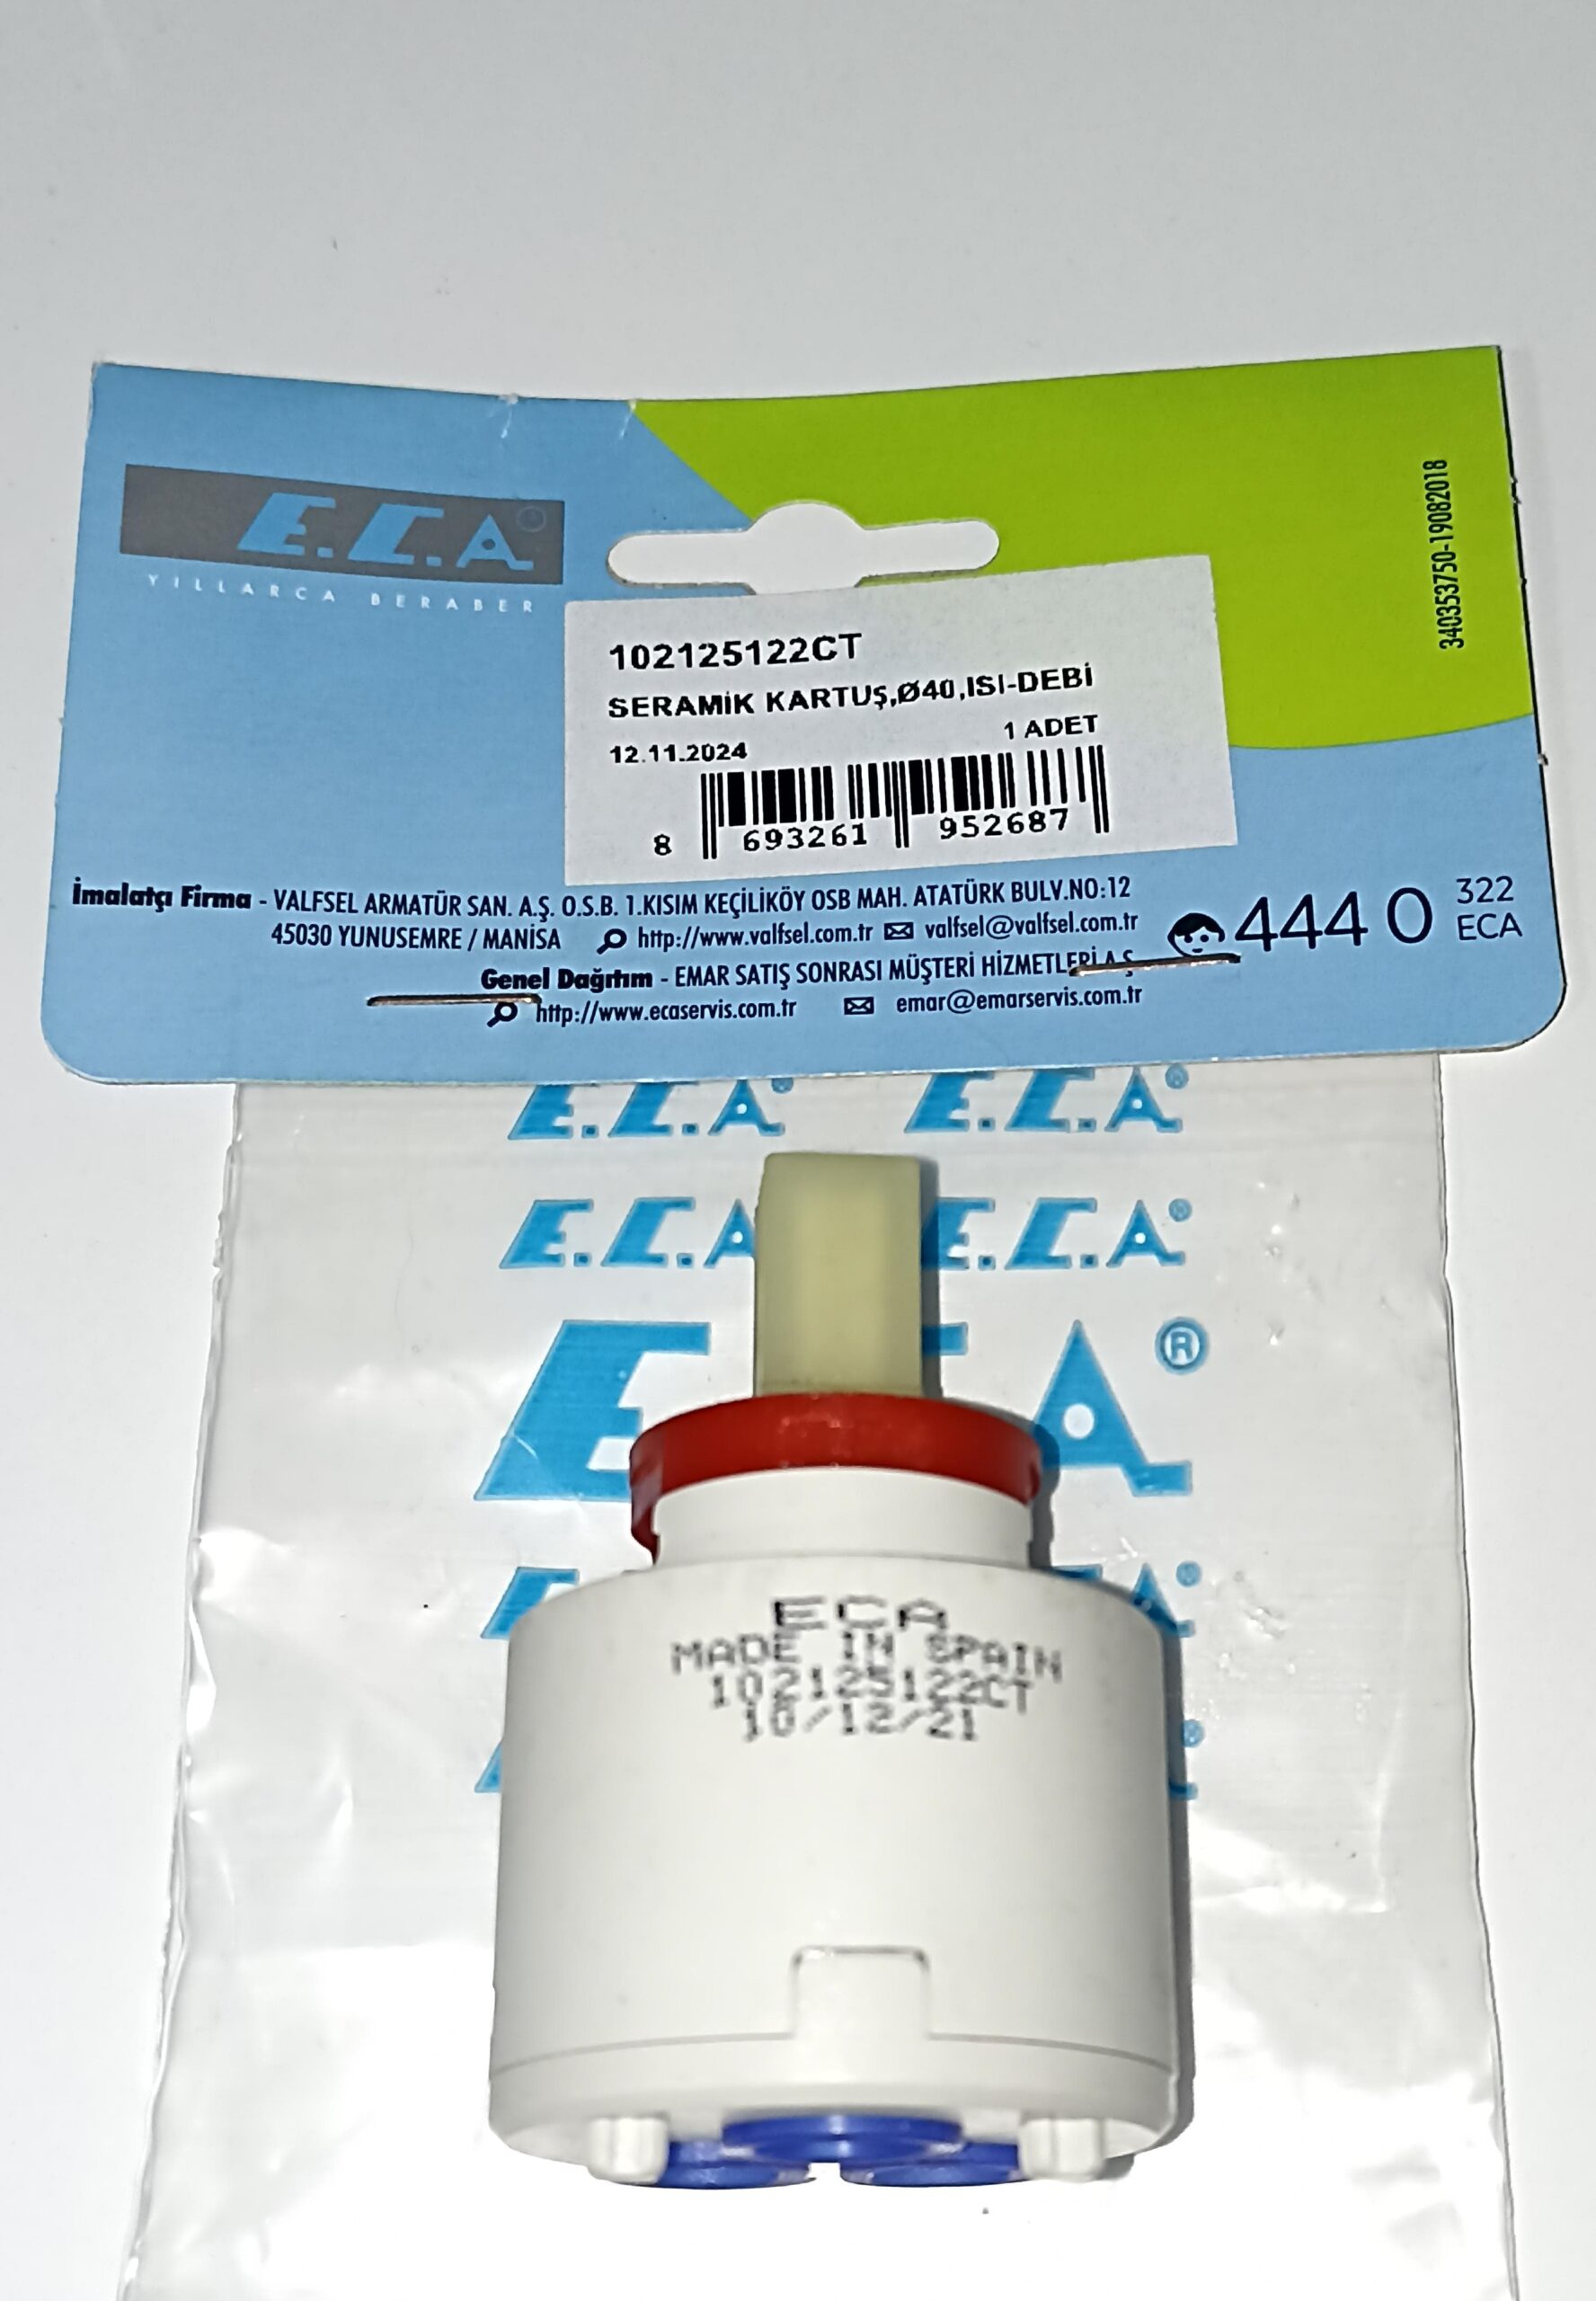 E.C.A®
YILLARCA BERABER
340353750-19082018
102125122CT
SERAMİK KARTUŞ,Ø40,ISI-DEBİ
1 ADET
12.11.2024
8 693261 952687
İmalatçı Firma - VALFSEL ARMATÜR SAN. A.Ş. O.S.B. 1.KISIM KEÇİLİKÖY OSB MAH. ATATÜRK BULV.NO:12
45030 YUNUSEMRE / MANİSA http://www.valfsel.com.tr valfsel@valfsel.com.tr
444 0 322 ECA
Genel Dağıtım - EMAR SATIŞ SONRASI MÜŞTERİ HİZMETLERİ A.Ş.
http://www.ecaservis.com.tr emar@emarservis.com.tr
E.C.A® E.C.A®
E.C.A E.C.A®
ECA
MADE IN SPAIN
102125122CT